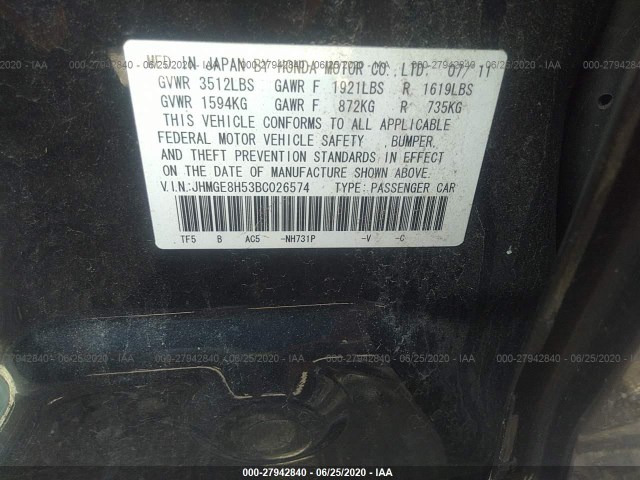 MFD. IN JAPAN BY HONDA MOTOR CO., LTD. 07/11
GVWR 3512LBS GAWR F 1921LBS R 1619LBS
GVWR 1594KG GAWR F 872KG R 735KG
THIS VEHICLE CONFORMS TO ALL APPLICABLE
FEDERAL MOTOR VEHICLE SAFETY , BUMPER,
AND THEFT PREVENTION STANDARDS IN EFFECT
ON THE DATE OF MANUFACTURE SHOWN ABOVE.
V.I.N.:JHMGE8H53BC026574 TYPE:PASSENGER CAR
TF5 B AC5 -NH731P -V -C
000-27942840 - 06/25/2020 - IAA